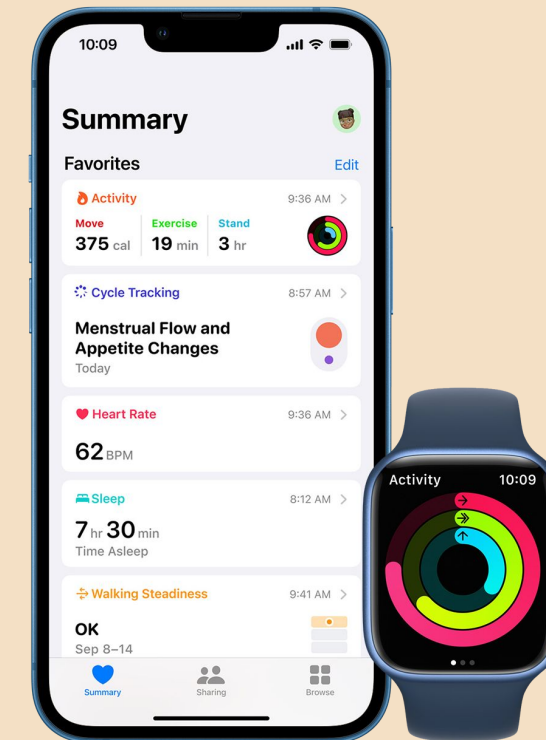 10:09
Summary
Favorites
Edit
Activity
9:36 AM
Move Exercise Stand
375 cal 19 min 3 hr
Cycle Tracking
8:57 AM
Menstrual Flow and
Appetite Changes
Today
Heart Rate
9:36 AM
62 BPM
Sleep
8:12 AM
7 hr 30 min
Time Asleep
Walking Steadiness
9:41 AM
OK
Sep 8–14
Summary
Sharing
Browse
Activity 10:09